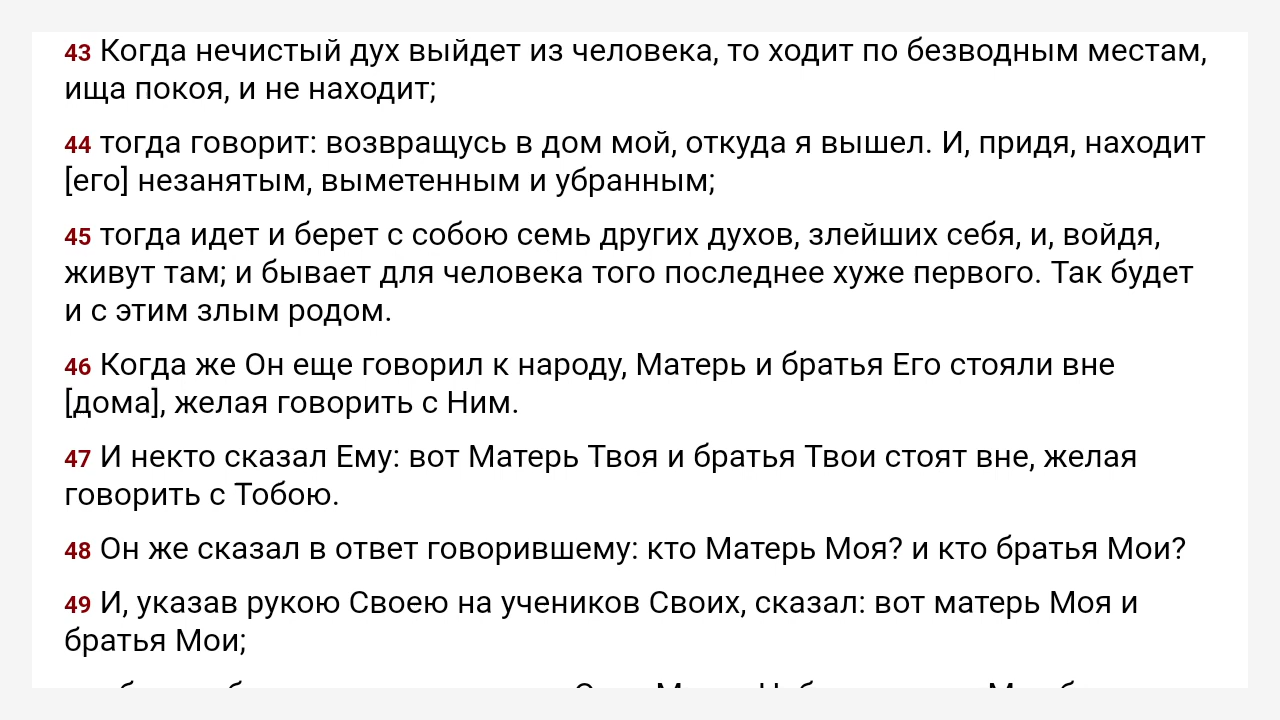 43 Когда нечистый дух выйдет из человека, то ходит по безводным местам,
ища покоя, и не находит;
44 тогда говорит: возвращусь в дом мой, откуда я вышел. И, придя, находит
[его] незанятым, выметенным и убранным;
45 тогда идет и берет с собою семь других духов, злейших себя, и, войдя,
живут там; и бывает для человека того последнее хуже первого. Так будет
и с этим злым родом.
46 Когда же Он еще говорил к народу, Матерь и братья Его стояли вне
[дома], желая говорить с Ним.
47 И некто сказал Ему: вот Матерь Твоя и братья Твои стоят вне, желая
говорить с Тобою.
48 Он же сказал в ответ говорившему: кто Матерь Моя? и кто братья Мои?
49 И, указав рукою Своею на учеников Своих, сказал: вот матерь Моя и
братья Мои;